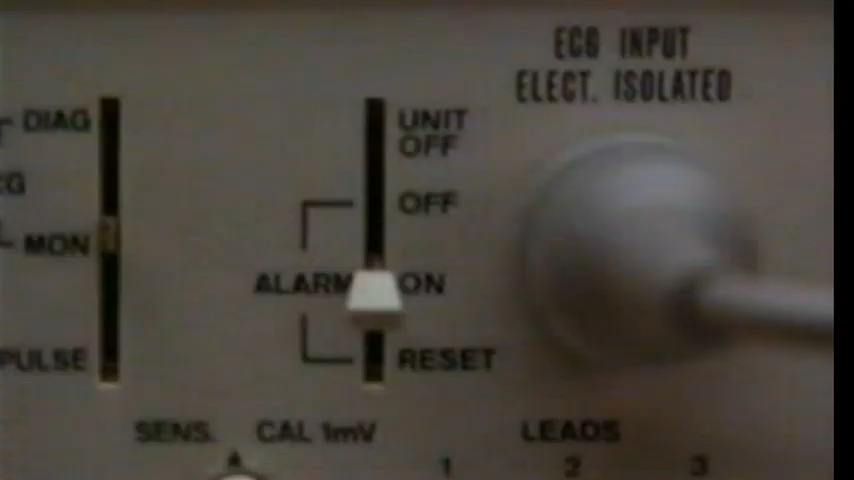 ECG INPUT
ELECT. ISOLATED
DIAG
CG
MON
PULSE
UNIT
OFF
OFF
ALARM ON
RESET
SENS. CAL 1mV
LEADS
1 2 3